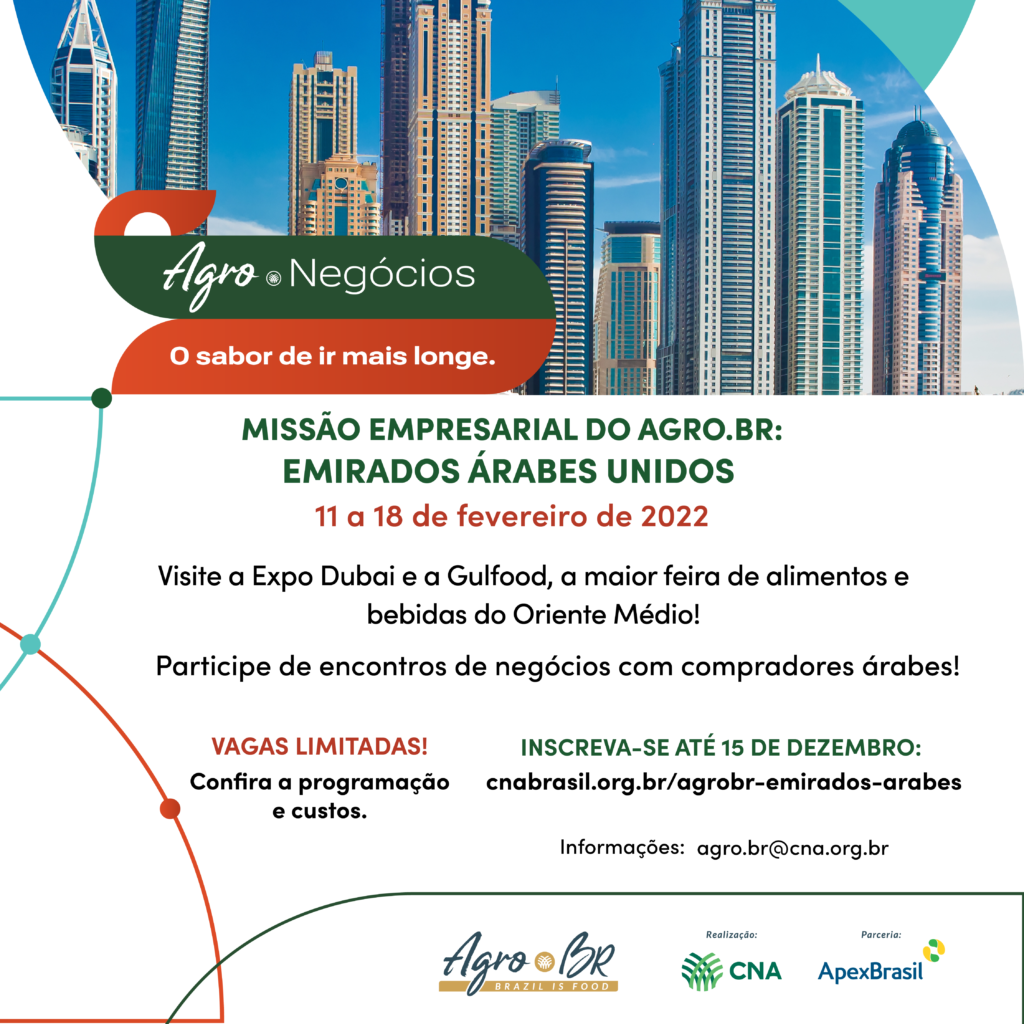 Agro Negócios
O sabor de ir mais longe.
MISSÃO EMPRESARIAL DO AGRO.BR:
EMIRADOS ÁRABES UNIDOS
11 a 18 de fevereiro de 2022
Visite a Expo Dubai e a Gulfood, a maior feira de alimentos e
bebidas do Oriente Médio!
Participe de encontros de negócios com compradores árabes!
VAGAS LIMITADAS!
Confira a programação
e custos.
INSCREVA-SE ATÉ 15 DE DEZEMBRO:
cnabrasil.org.br/agrobr-emirados-arabes
Informações: agro.br@cna.org.br
Agro BR
BRAZIL IS FOOD
Realização:
CNA
Parceria:
ApexBrasil